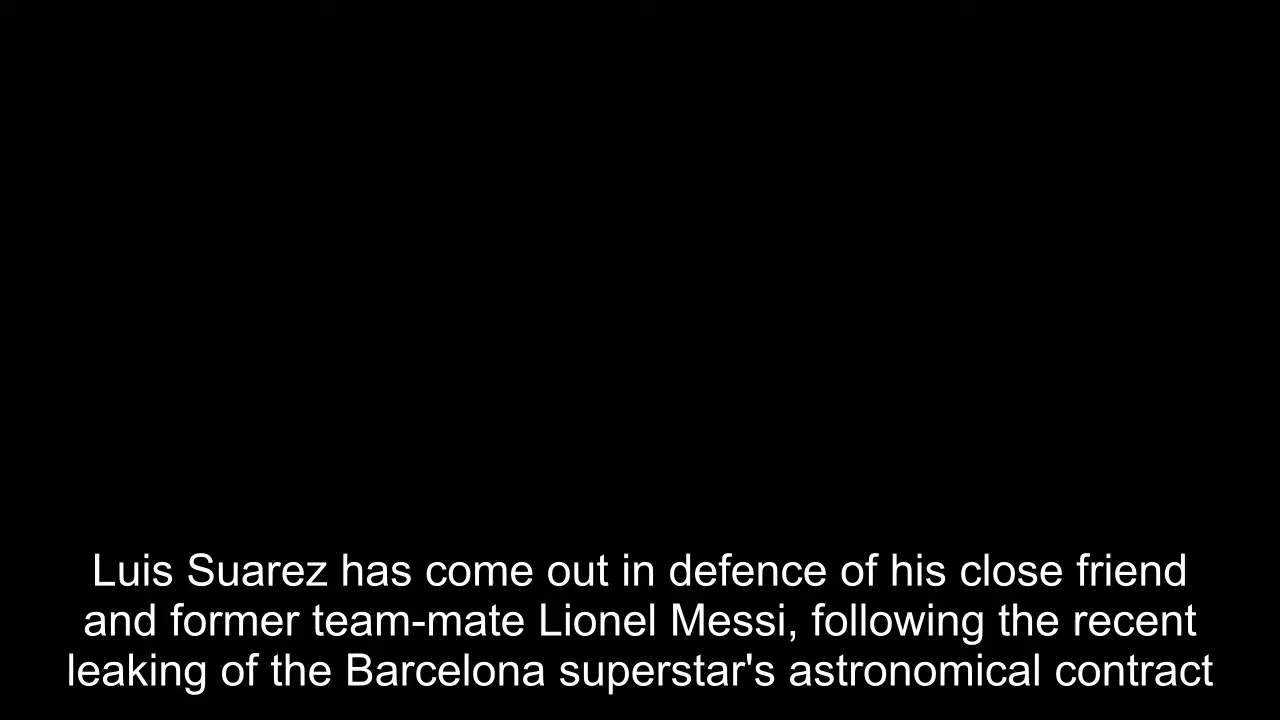 Luis Suarez has come out in defence of his close friend
and former team-mate Lionel Messi, following the recent
leaking of the Barcelona superstar's astronomical contract